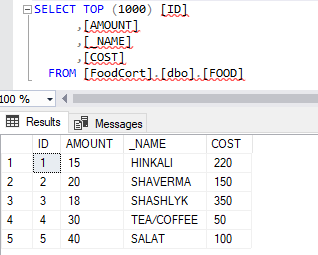 SELECT TOP (1000) [ID]
,[AMOUNT]
,[_NAME]
,[COST]
FROM [FoodCort].[dbo].[FOOD]
100 %
Results Messages
ID AMOUNT _NAME COST
1 1 15 HINKALI 220
2 2 20 SHAVERMA 150
3 3 18 SHASHLYK 350
4 4 30 TEA/COFFEE 50
5 5 40 SALAT 100